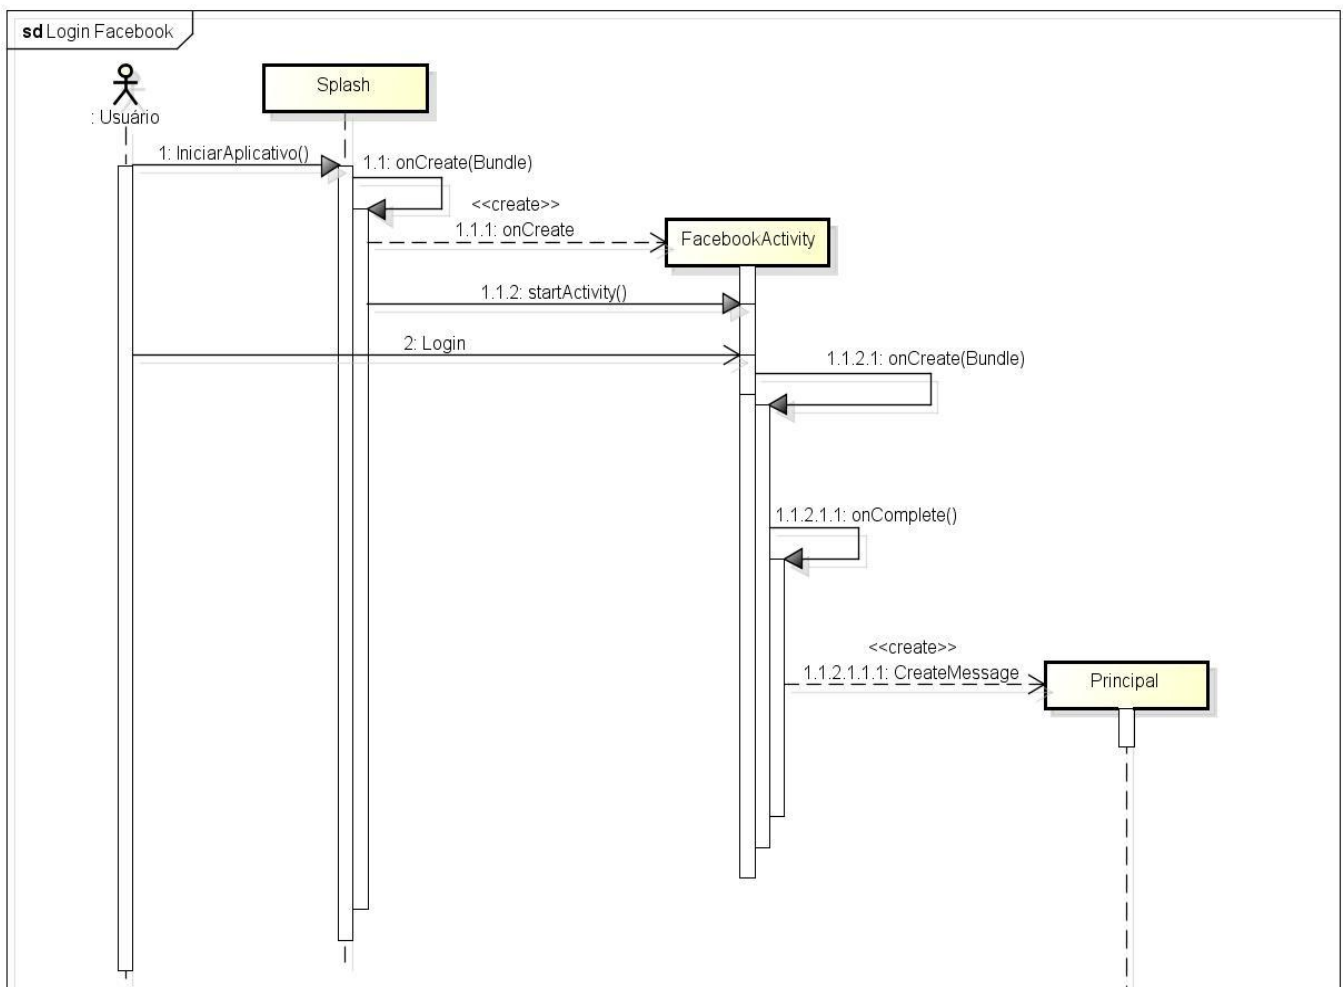 sd Login Facebook
: Usuário
Splash
1: IniciarAplicativo()
1.1: onCreate(Bundle)
<<create>>
1.1.1: onCreate
FacebookActivity
1.1.2: startActivity()
2: Login
1.1.2.1: onCreate(Bundle)
1.1.2.1.1: onComplete()
<<create>>
1.1.2.1.1.1: CreateMessage
Principal